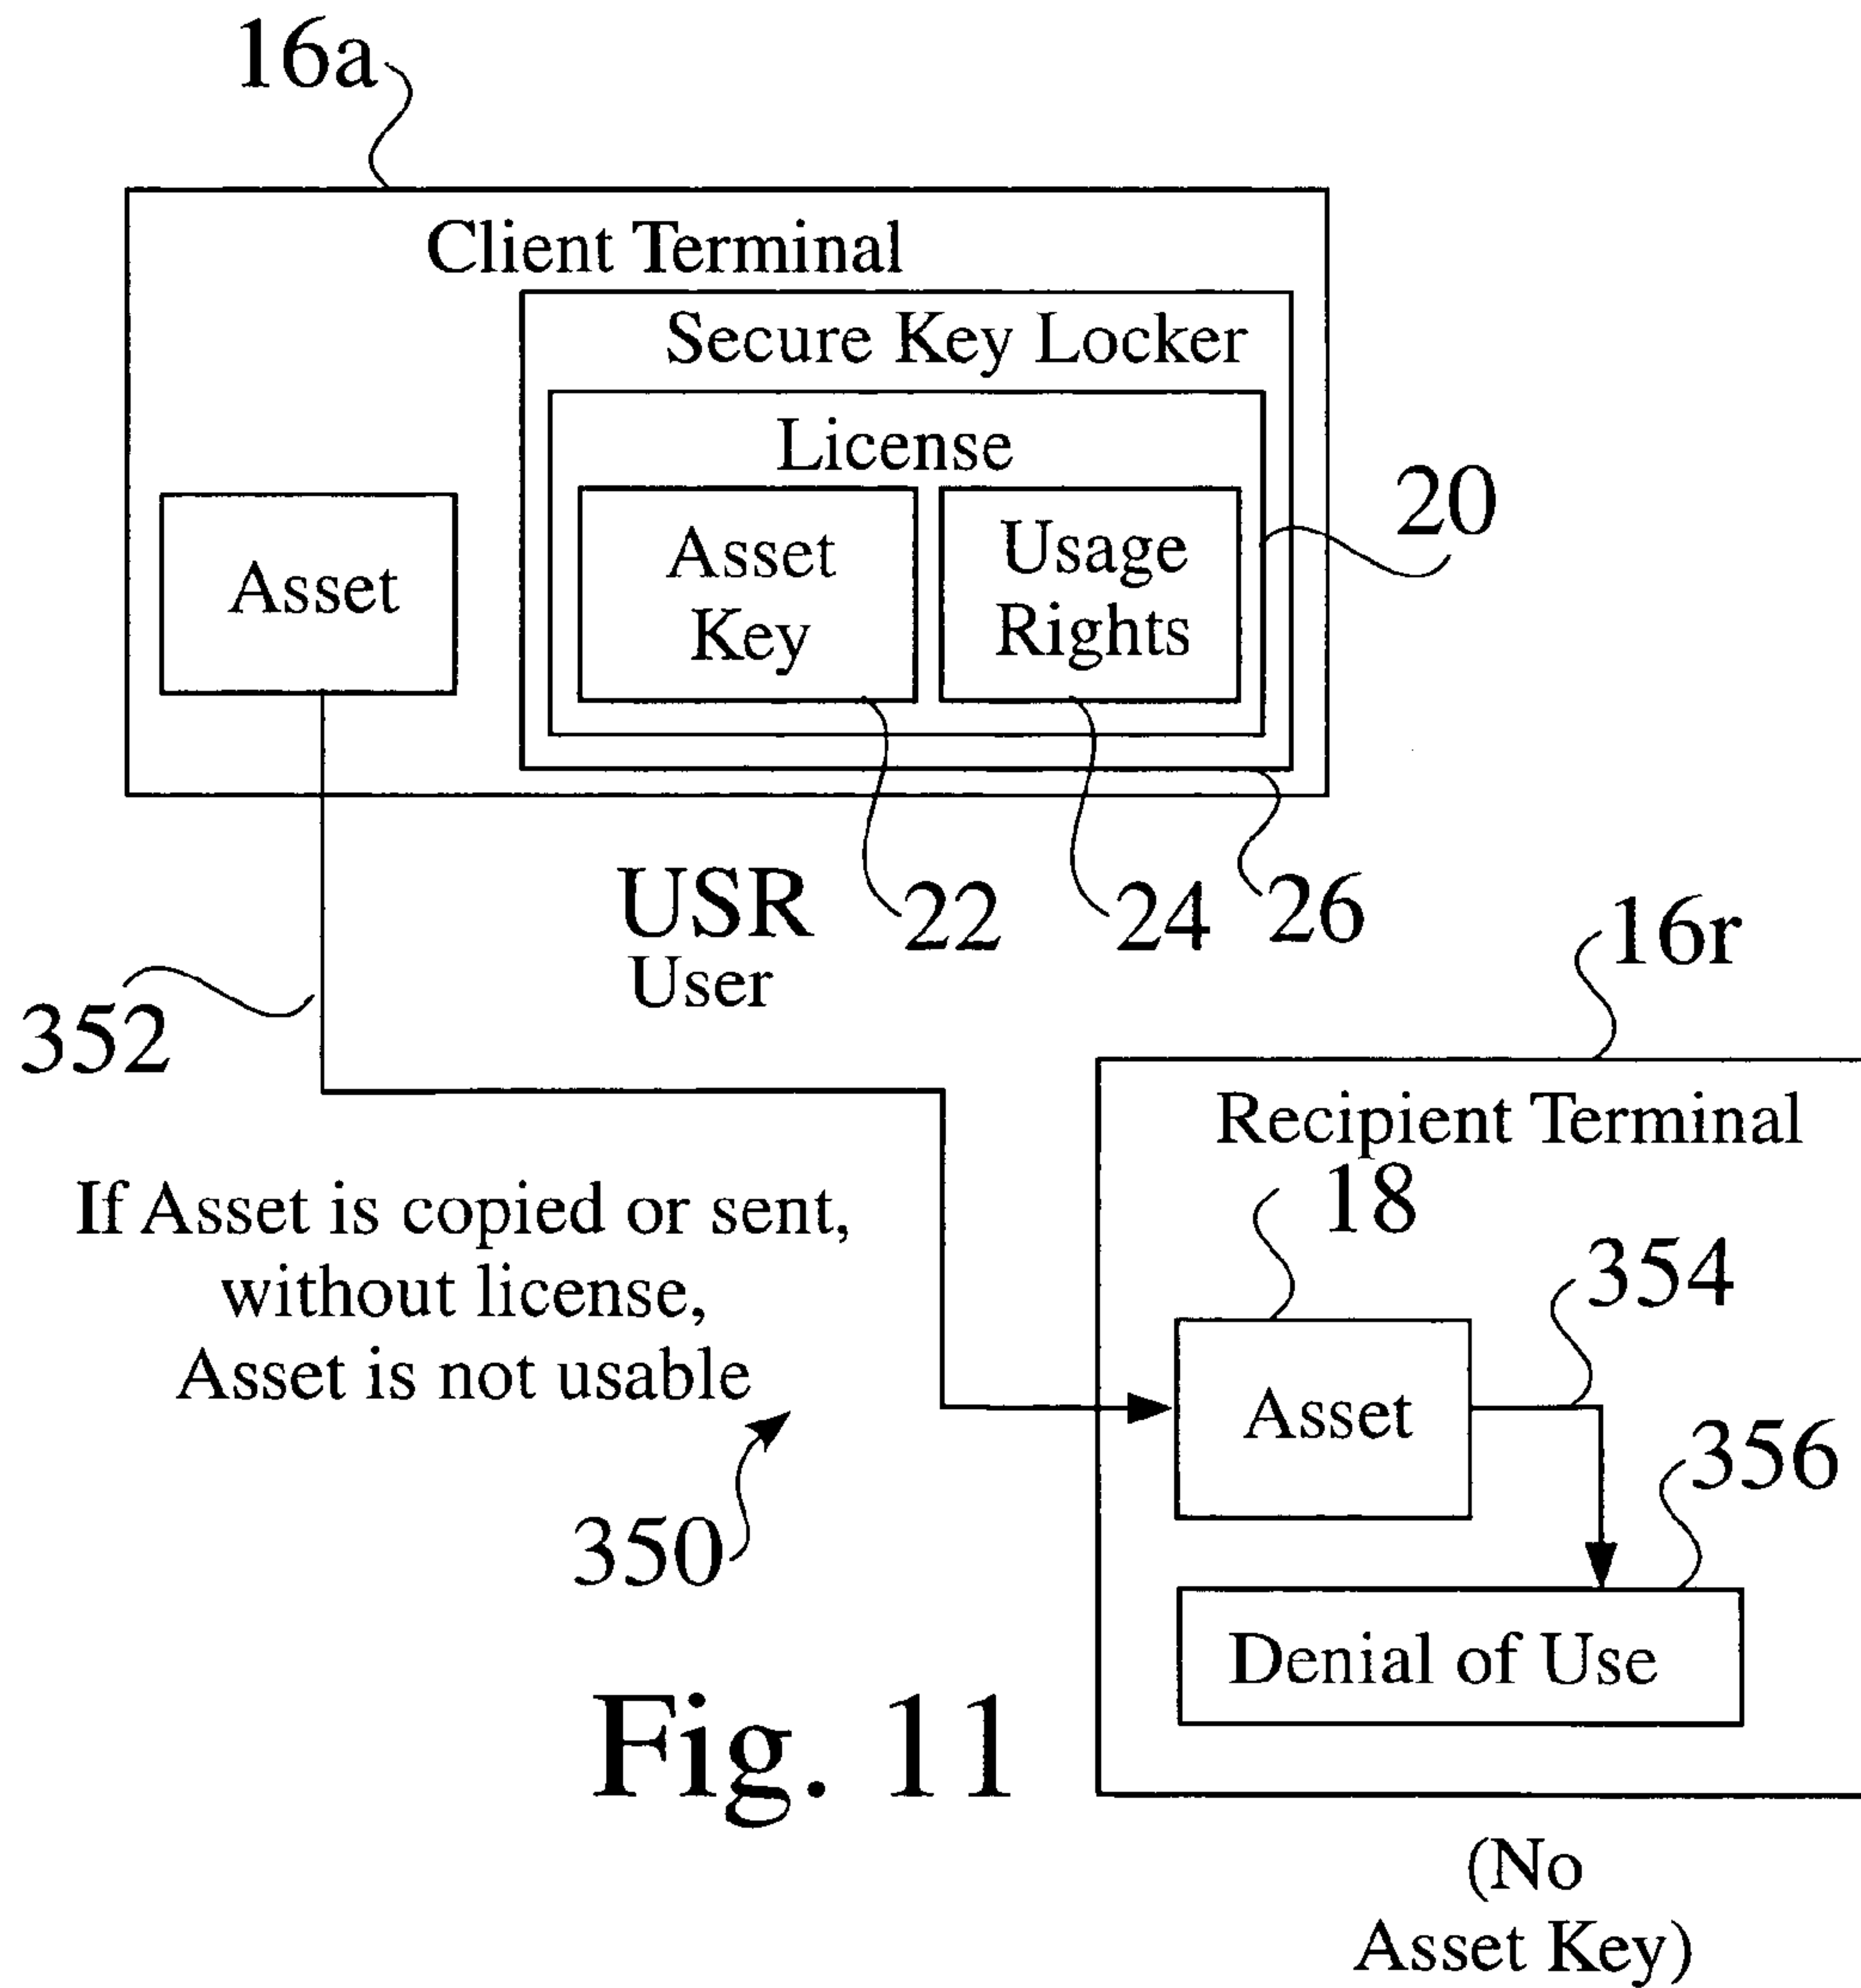 16a
Client Terminal
Secure Key Locker
License
Asset
Asset
Key
Usage
Rights
20
22
24
26
USR
User
352
16r
Recipient Terminal
18
If Asset is copied or sent,
without license,
Asset is not usable
354
Asset
356
350
Denial of Use
Fig. 11
(No
Asset Key)